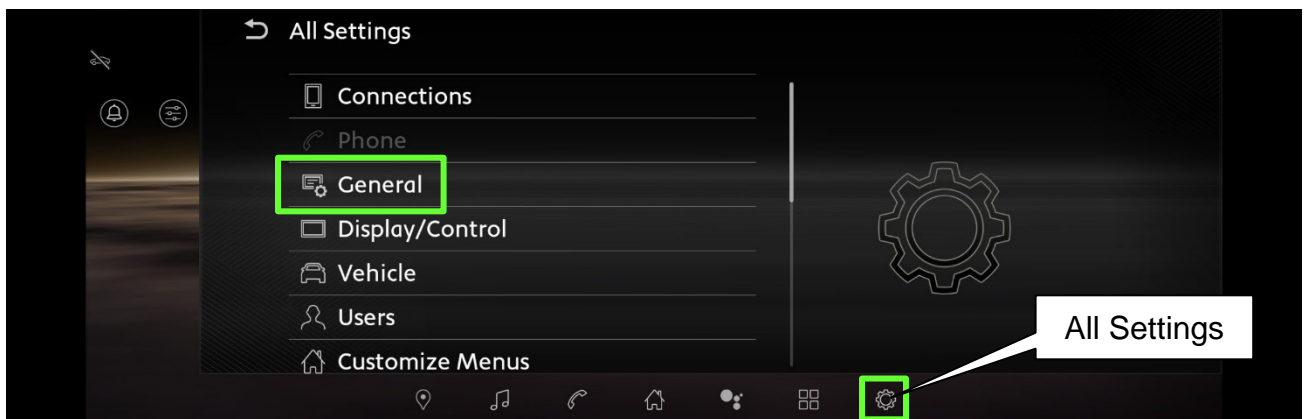 All Settings
Connections
Phone
General
Display/Control
Vehicle
Users
Customize Menus
All Settings